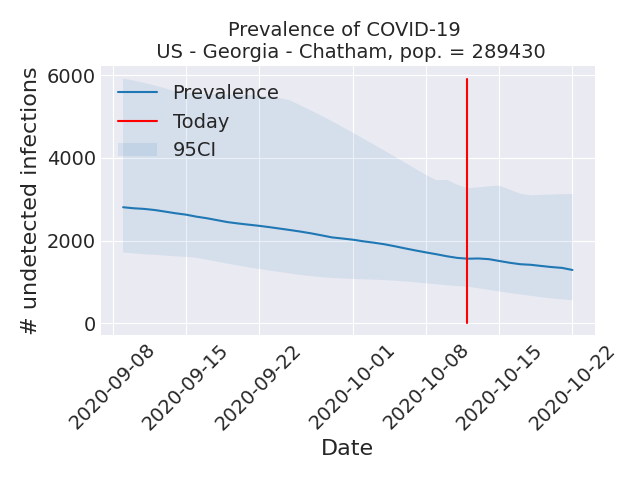 Prevalence of COVID-19
US - Georgia - Chatham, pop. = 289430
# undetected infections
6000
4000
2000
0
Prevalence
Today
95CI
2020-09-08
2020-09-15
2020-09-22
2020-10-01
2020-10-08
2020-10-15
2020-10-22
Date